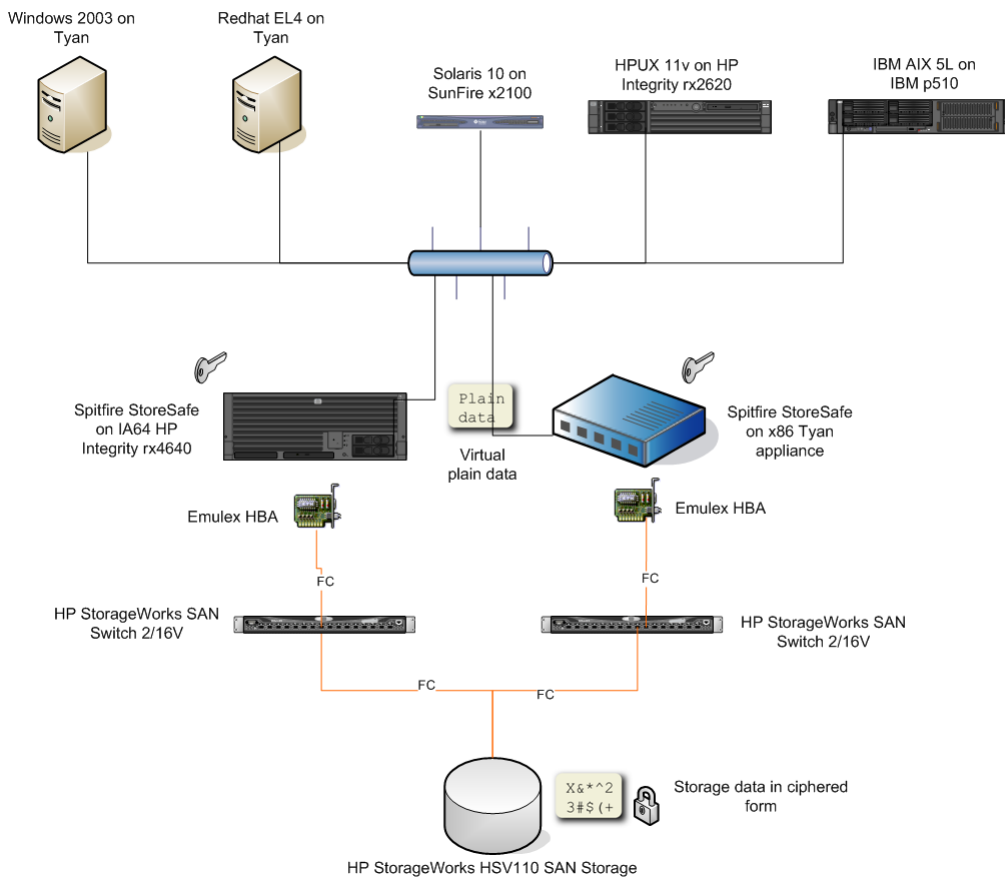 Windows 2003 on
Tyan
Redhat EL4 on
Tyan
Solaris 10 on
SunFire x2100
HPUX 11v on HP
Integrity rx2620
IBM AIX 5L on
IBM p510
Spitfire StoreSafe
on IA64 HP
Integrity rx4640
Plain
data
Virtual
plain data
Spitfire StoreSafe
on x86 Tyan
appliance
Emulex HBA
Emulex HBA
FC
FC
HP StorageWorks SAN
Switch 2/16V
HP StorageWorks SAN
Switch 2/16V
FC
FC
X&*^2
3#$(+
Storage data in ciphered
form
HP StorageWorks HSV110 SAN Storage